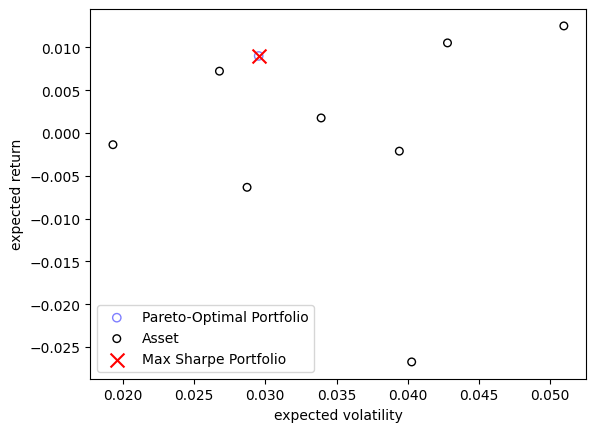 0.010
0.005
0.000
−0.005
−0.010
−0.015
−0.020
−0.025
expected return
Pareto-Optimal Portfolio
Asset
Max Sharpe Portfolio
0.020 0.025 0.030 0.035 0.040 0.045 0.050
expected volatility